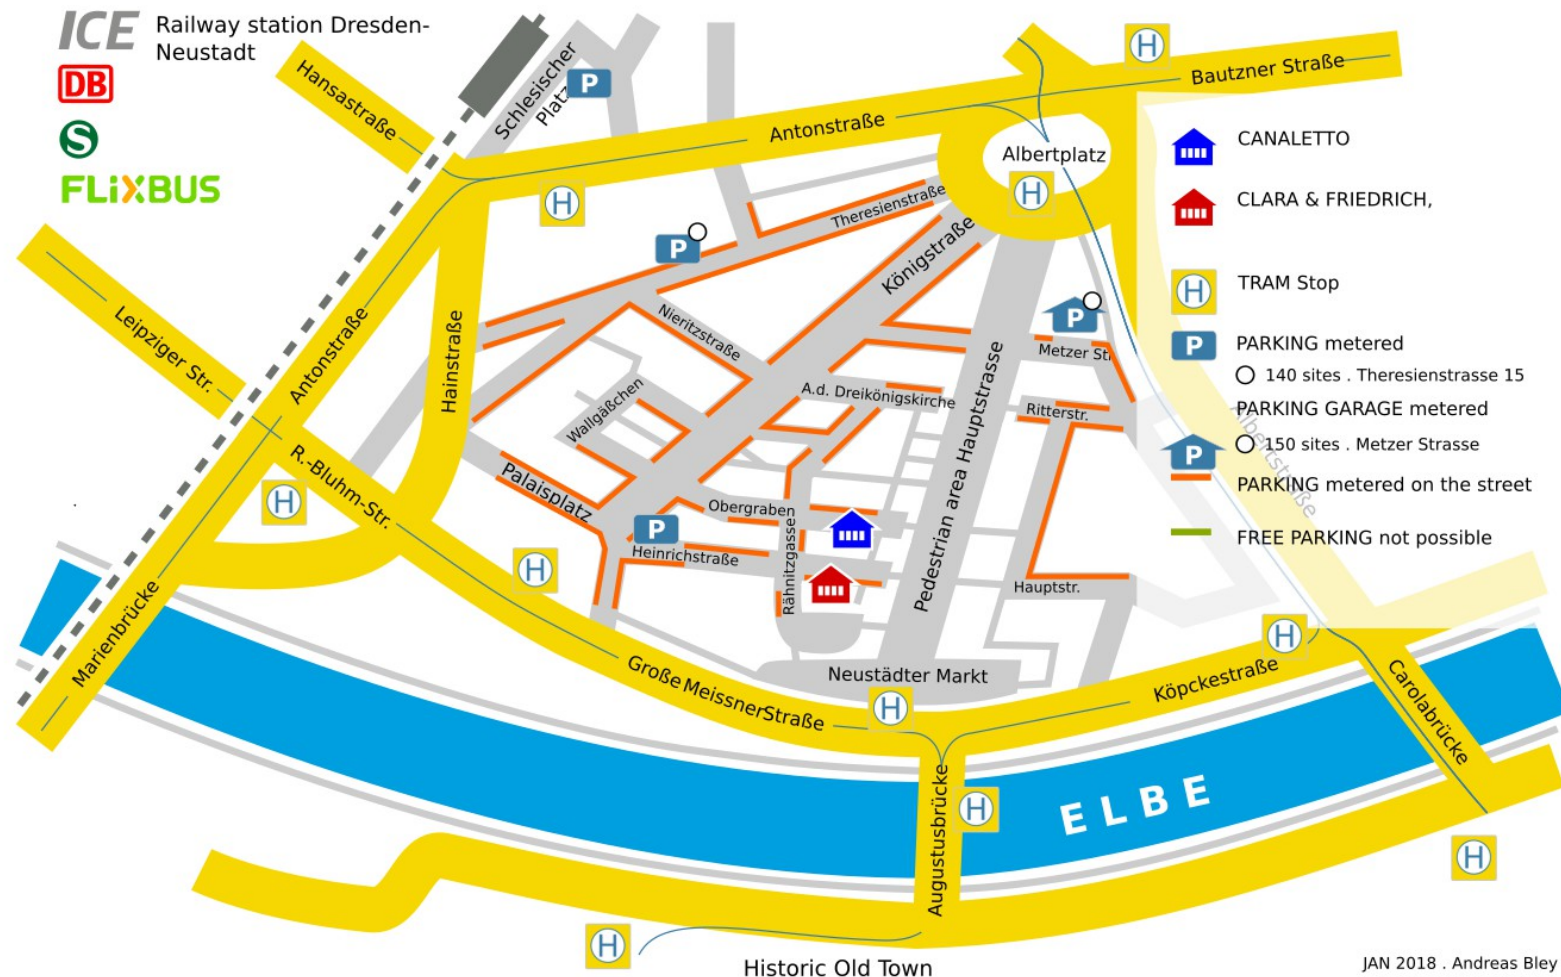 ICE Railway station Dresden-
Neustadt
DB
S
FLiXBUS
Hansastraße
Schlesischer
Platz
P
H
Bautzner Straße
Antonstraße
Albertplatz
H
H
Theresienstraße
P
Königstraße
CANALETTO
CLARA & FRIEDRICH,
H TRAM Stop
P PARKING metered
140 sites . Theresienstrasse 15
PARKING GARAGE metered
P 150 sites . Metzer Strasse
PARKING metered on the street
FREE PARKING not possible
Albertstraße
Leipziger Str.
Antonstraße
Hainstraße
Nieritzstraße
P
Metzer Str
A.d. Dreikönigskirche
Ritterstr.
Wallgäßchen
Pedestrian area Hauptstrasse
R.-Bluhm-Str.
H
Palaisplatz
Obergraben
P
Heinrichstraße
Rähnitzgasse
Hauptstr.
H
Marienbrücke
Große Meissner Straße
Neustädter Markt
H
Köpckestraße
H
Carolabrücke
Augustusbrücke
H
ELBE
H
H
Historic Old Town
JAN 2018 . Andreas Bley